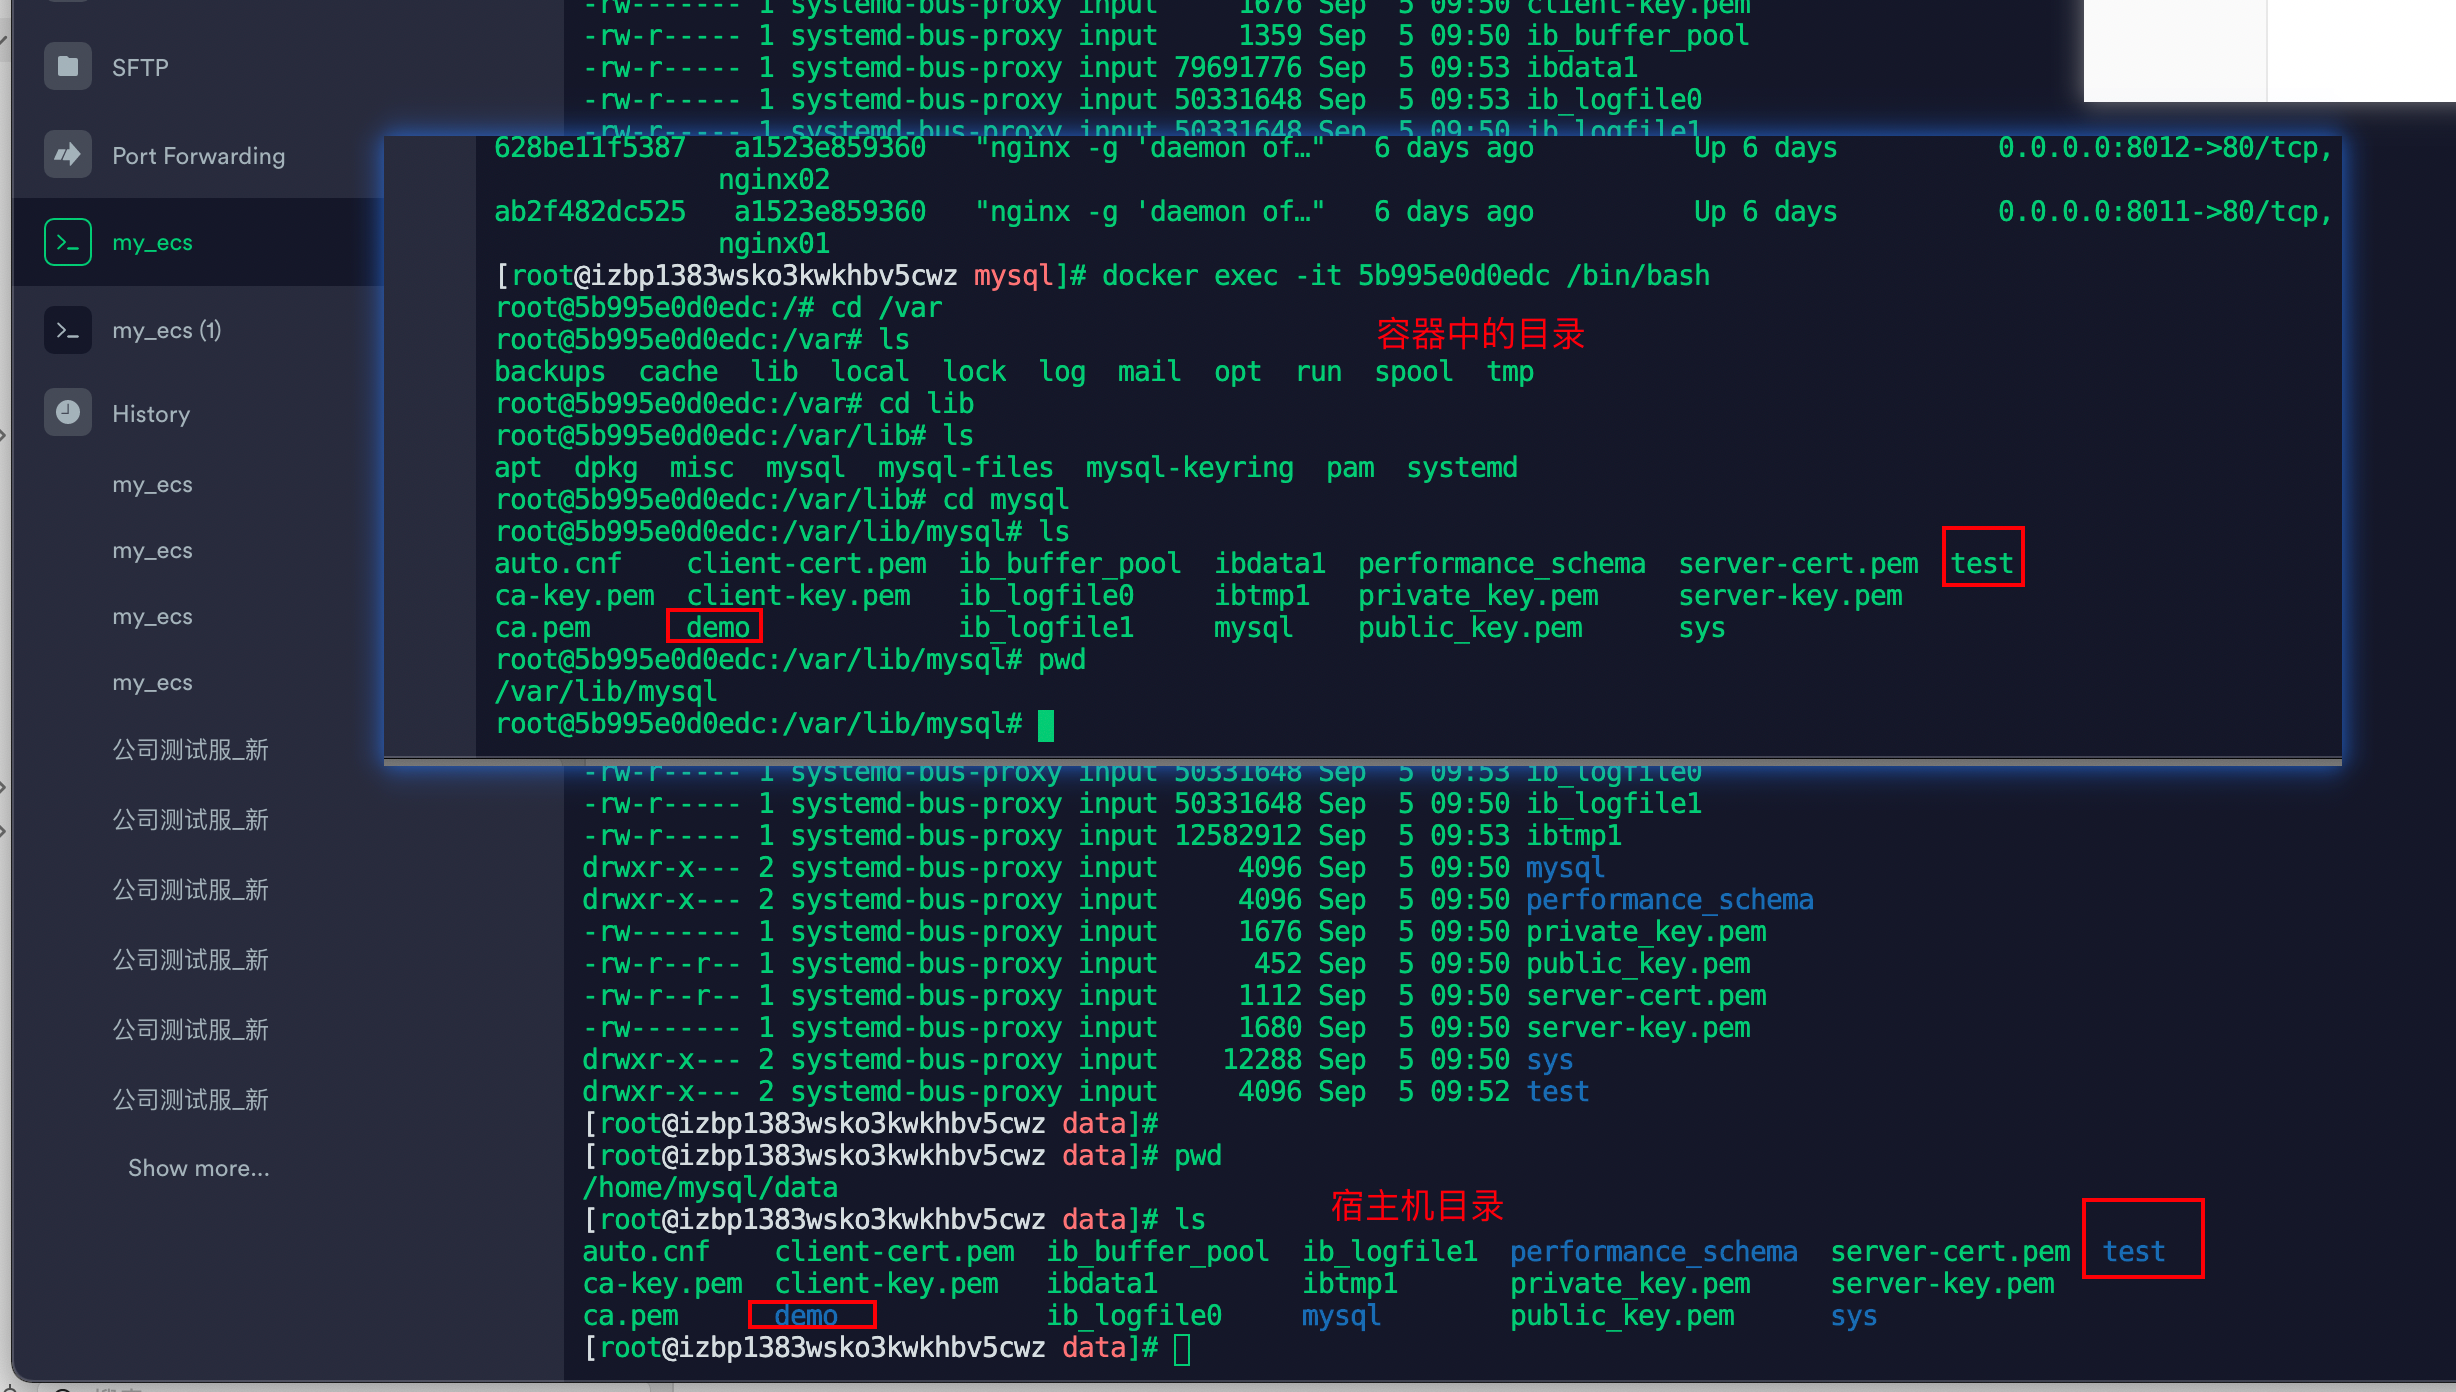 SFTP
Port Forwarding
my_ecs
my_ecs (1)
History
my_ecs
my_ecs
my_ecs
my_ecs
公司测试服_新
公司测试服_新
公司测试服_新
公司测试服_新
公司测试服_新
公司测试服_新
Show more...
-rw------- 1 systemd-bus-proxy input 1676 Sep 5 09:50 client-key.pem
-rw-r----- 1 systemd-bus-proxy input 1359 Sep 5 09:50 ib_buffer_pool
-rw-r----- 1 systemd-bus-proxy input 79691776 Sep 5 09:53 ibdata1
-rw-r----- 1 systemd-bus-proxy input 50331648 Sep 5 09:53 ib_logfile0
-rw-r----- 1 systemd-bus-proxy input 50331648 Sep 5 09:50 ib_logfile1
628be11f5387 a1523e859360 "nginx -g 'daemon of…" 6 days ago Up 6 days 0.0.0.0:8012->80/tcp,
nginx02
ab2f482dc525 a1523e859360 "nginx -g 'daemon of…" 6 days ago Up 6 days 0.0.0.0:8011->80/tcp,
nginx01
[root@izbp1383wsko3kwkhbv5cwz mysql]# docker exec -it 5b995e0d0edc /bin/bash
root@5b995e0d0edc:/# cd /var
root@5b995e0d0edc:/var# ls
容器中的目录
backups cache lib local lock log mail opt run spool tmp
root@5b995e0d0edc:/var# cd lib
root@5b995e0d0edc:/var/lib# ls
apt dpkg misc mysql mysql-files mysql-keyring pam systemd
root@5b995e0d0edc:/var/lib# cd mysql
root@5b995e0d0edc:/var/lib/mysql# ls
auto.cnf client-cert.pem ib_buffer_pool ibdata1 performance_schema server-cert.pem test
ca-key.pem client-key.pem ib_logfile0 ibtmp1 private_key.pem server-key.pem
ca.pem demo ib_logfile1 mysql public_key.pem sys
root@5b995e0d0edc:/var/lib/mysql# pwd
/var/lib/mysql
root@5b995e0d0edc:/var/lib/mysql#
-rw-r----- 1 systemd-bus-proxy input 50331648 Sep 5 09:53 ib_logfile0
-rw-r----- 1 systemd-bus-proxy input 50331648 Sep 5 09:50 ib_logfile1
-rw-r----- 1 systemd-bus-proxy input 12582912 Sep 5 09:53 ibtmp1
drwxr-x--- 2 systemd-bus-proxy input 4096 Sep 5 09:50 mysql
drwxr-x--- 2 systemd-bus-proxy input 4096 Sep 5 09:50 performance_schema
-rw------- 1 systemd-bus-proxy input 1676 Sep 5 09:50 private_key.pem
-rw-r--r-- 1 systemd-bus-proxy input 452 Sep 5 09:50 public_key.pem
-rw-r--r-- 1 systemd-bus-proxy input 1112 Sep 5 09:50 server-cert.pem
-rw------- 1 systemd-bus-proxy input 1680 Sep 5 09:50 server-key.pem
drwxr-x--- 2 systemd-bus-proxy input 12288 Sep 5 09:50 sys
drwxr-x--- 2 systemd-bus-proxy input 4096 Sep 5 09:52 test
[root@izbp1383wsko3kwkhbv5cwz data]#
[root@izbp1383wsko3kwkhbv5cwz data]# pwd
/home/mysql/data
[root@izbp1383wsko3kwkhbv5cwz data]# ls
宿主机目录
auto.cnf client-cert.pem ib_buffer_pool ib_logfile1 performance_schema server-cert.pem test
ca-key.pem client-key.pem ibdata1 ibtmp1 private_key.pem server-key.pem
ca.pem demo ib_logfile0 mysql public_key.pem sys
[root@izbp1383wsko3kwkhbv5cwz data]#